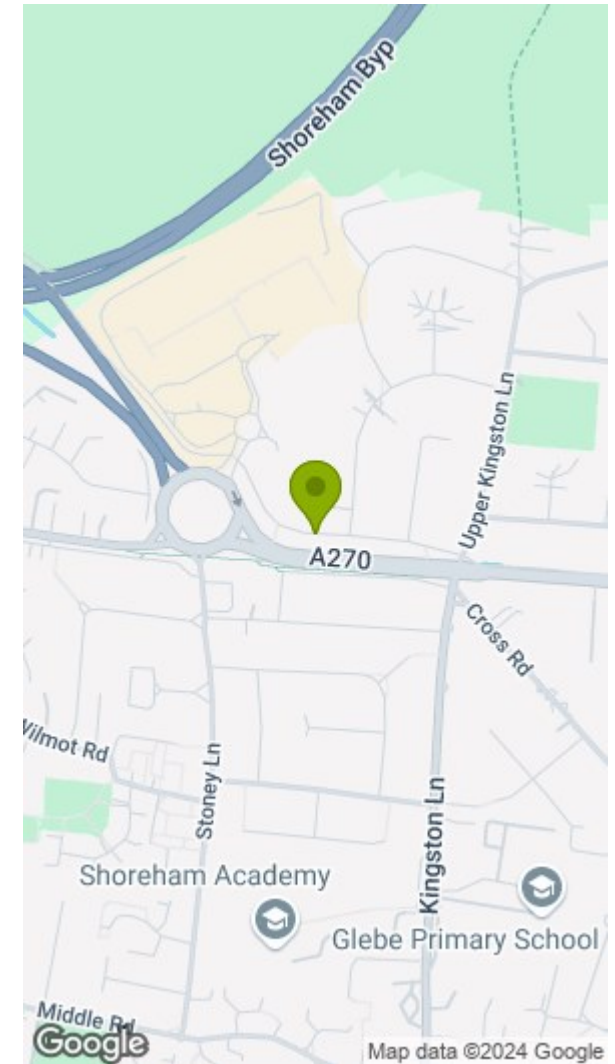 Shoreham Byp
Upper Kingston Ln
A270
Cross Rd
Wilmot Rd
Stoney Ln
Kingston Ln
Shoreham Academy
Glebe Primary School
Middle Rd
Google
Map data ©2024 Google